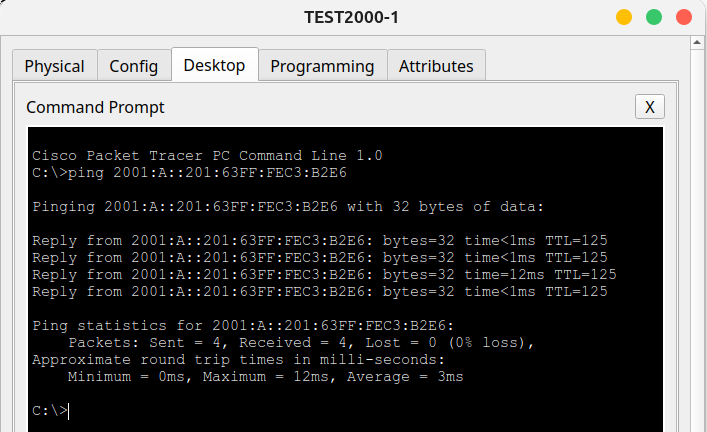 TEST2000-1
Physical Config Desktop Programming Attributes
Command Prompt X
Cisco Packet Tracer PC Command Line 1.0
C:\>ping 2001:A::201:63FF:FEC3:B2E6
Pinging 2001:A::201:63FF:FEC3:B2E6 with 32 bytes of data:
Reply from 2001:A::201:63FF:FEC3:B2E6: bytes=32 time<1ms TTL=125
Reply from 2001:A::201:63FF:FEC3:B2E6: bytes=32 time<1ms TTL=125
Reply from 2001:A::201:63FF:FEC3:B2E6: bytes=32 time=12ms TTL=125
Reply from 2001:A::201:63FF:FEC3:B2E6: bytes=32 time<1ms TTL=125
Ping statistics for 2001:A::201:63FF:FEC3:B2E6:
Packets: Sent = 4, Received = 4, Lost = 0 (0% loss),
Approximate round trip times in milli-seconds:
Minimum = 0ms, Maximum = 12ms, Average = 3ms
C:\>